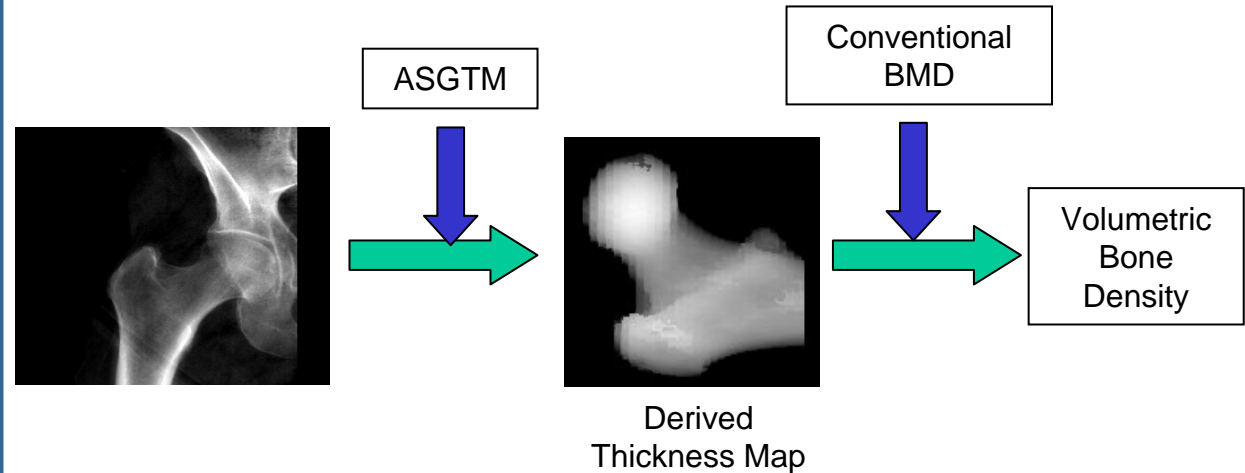 ASGTM
Conventional
BMD
Volumetric
Bone
Density
Derived
Thickness Map